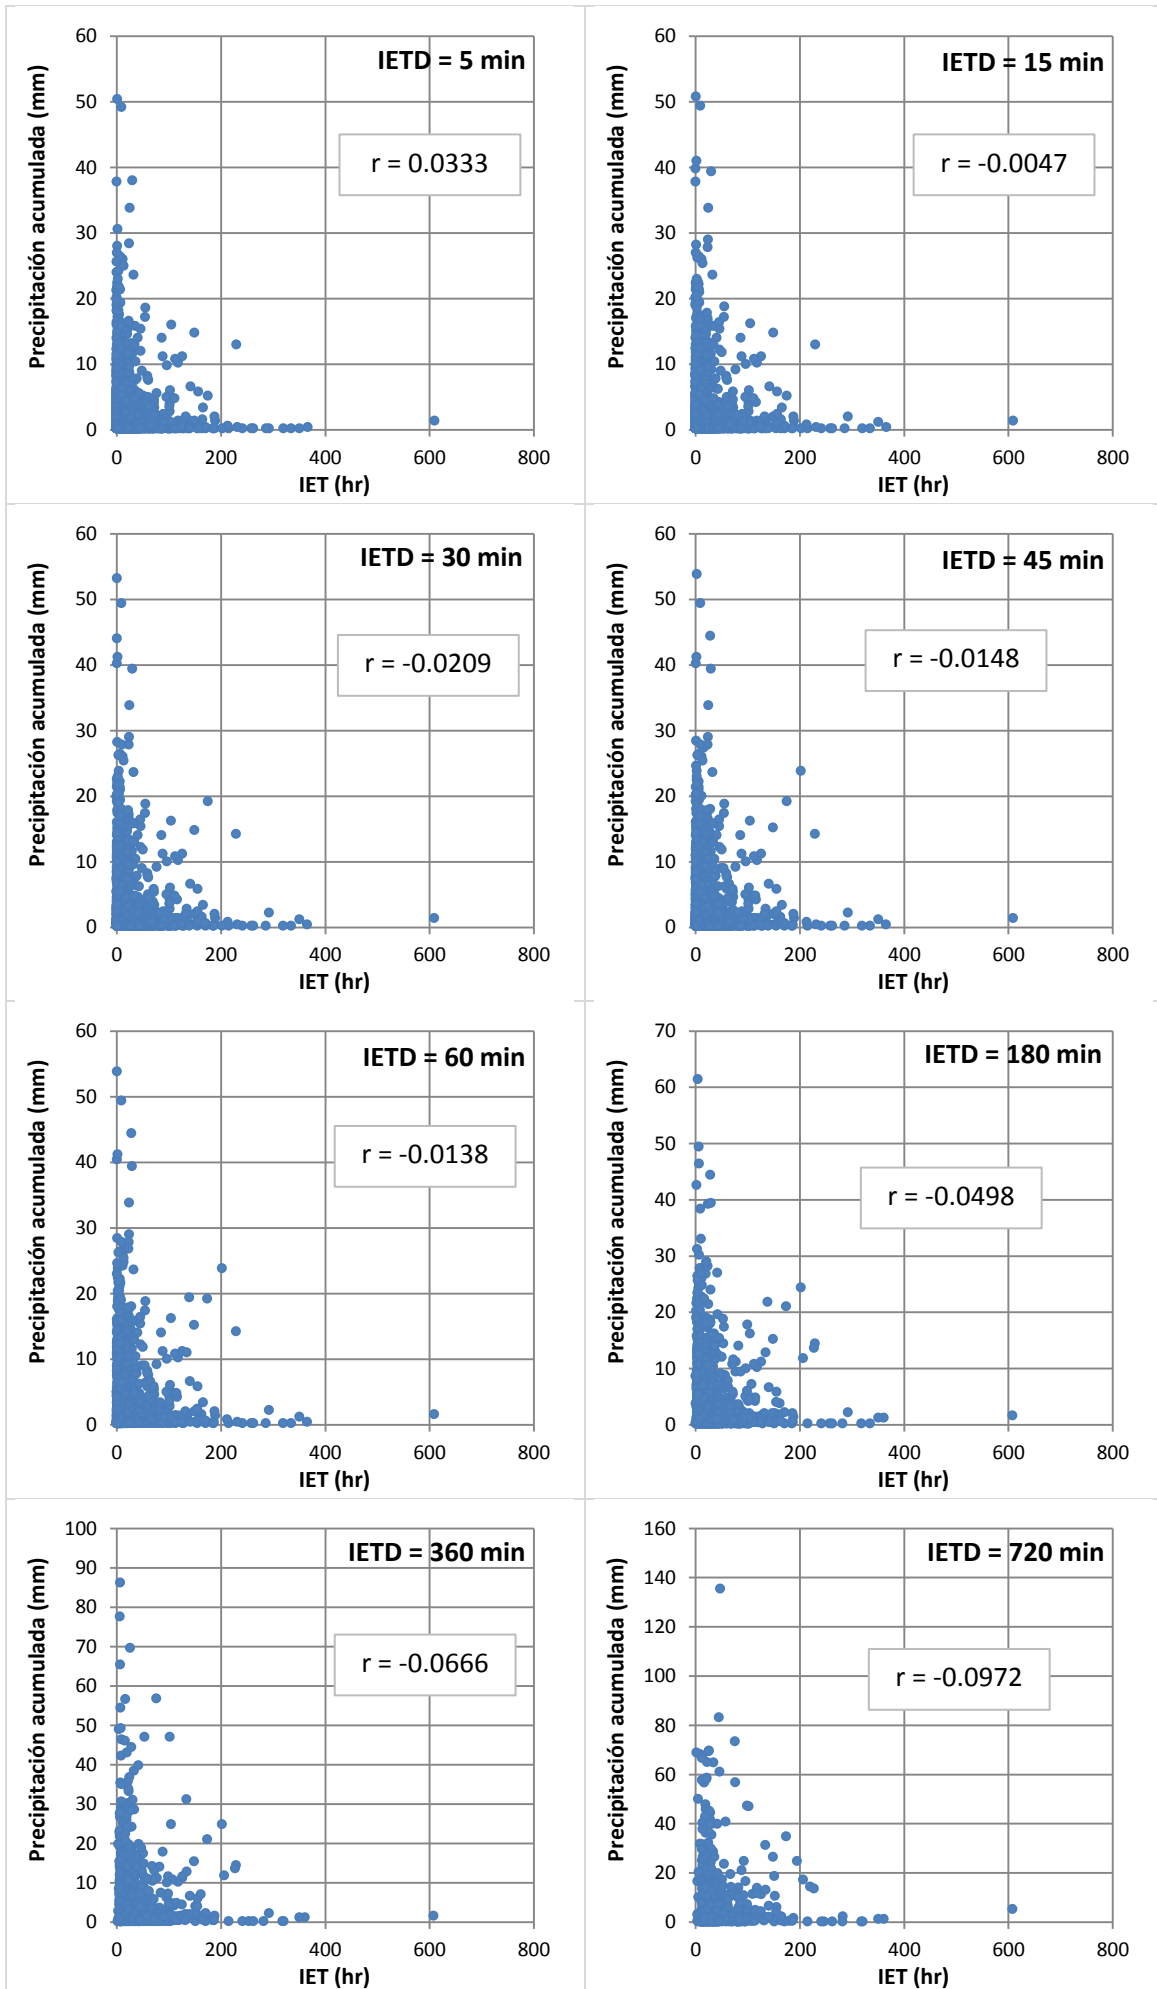 IETD = 5 min
r = 0.0333
Precipitación acumulada (mm)
60
50
40
30
20
10
0
0 200 400 600 800
IET (hr)
IETD = 15 min
r = -0.0047
Precipitación acumulada (mm)
60
50
40
30
20
10
0
0 200 400 600 800
IET (hr)
IETD = 30 min
r = -0.0209
Precipitación acumulada (mm)
60
50
40
30
20
10
0
0 200 400 600 800
IET (hr)
IETD = 45 min
r = -0.0148
Precipitación acumulada (mm)
60
50
40
30
20
10
0
0 200 400 600 800
IET (hr)
IETD = 60 min
r = -0.0138
Precipitación acumulada (mm)
60
50
40
30
20
10
0
0 200 400 600 800
IET (hr)
IETD = 180 min
r = -0.0498
Precipitación acumulada (mm)
70
60
50
40
30
20
10
0
0 200 400 600 800
IET (hr)
IETD = 360 min
r = -0.0666
Precipitación acumulada (mm)
100
90
80
70
60
50
40
30
20
10
0
0 200 400 600 800
IET (hr)
IETD = 720 min
r = -0.0972
Precipitación acumulada (mm)
160
140
120
100
80
60
40
20
0
0 200 400 600 800
IET (hr)